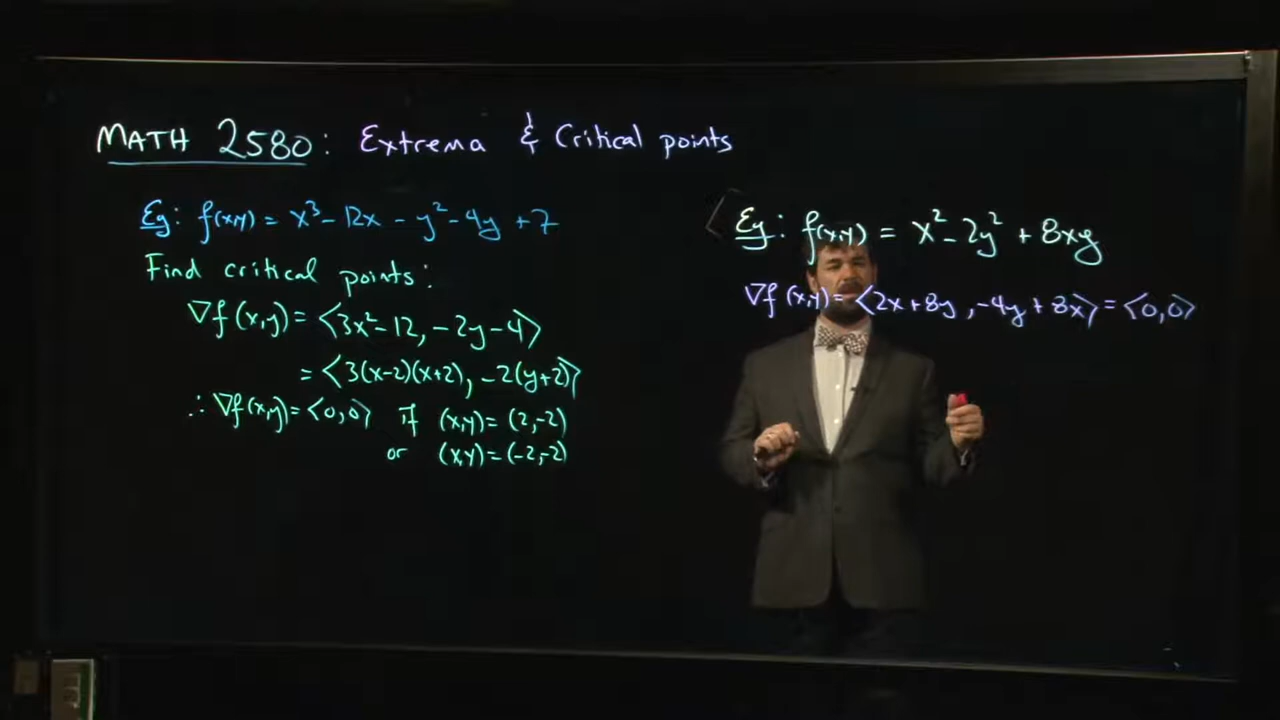 MATH 2580: Extrema & Critical points
Eg: f(x,y) = x³ - 12x - y² - 4y + 7
Find critical points:
∇f(x,y) = ⟨3x² - 12, -2y - 4⟩
= ⟨3(x-2)(x+2), -2(y+2)⟩
∴ ∇f(x,y) = ⟨0,0⟩ if (x,y) = (2,-2)
or (x,y) = (-2,-2)
Eg: f(x,y) = x² - 2y² + 8xy
∇f(x,y) = ⟨2x + 8y, -4y + 8x⟩ = ⟨0,0⟩